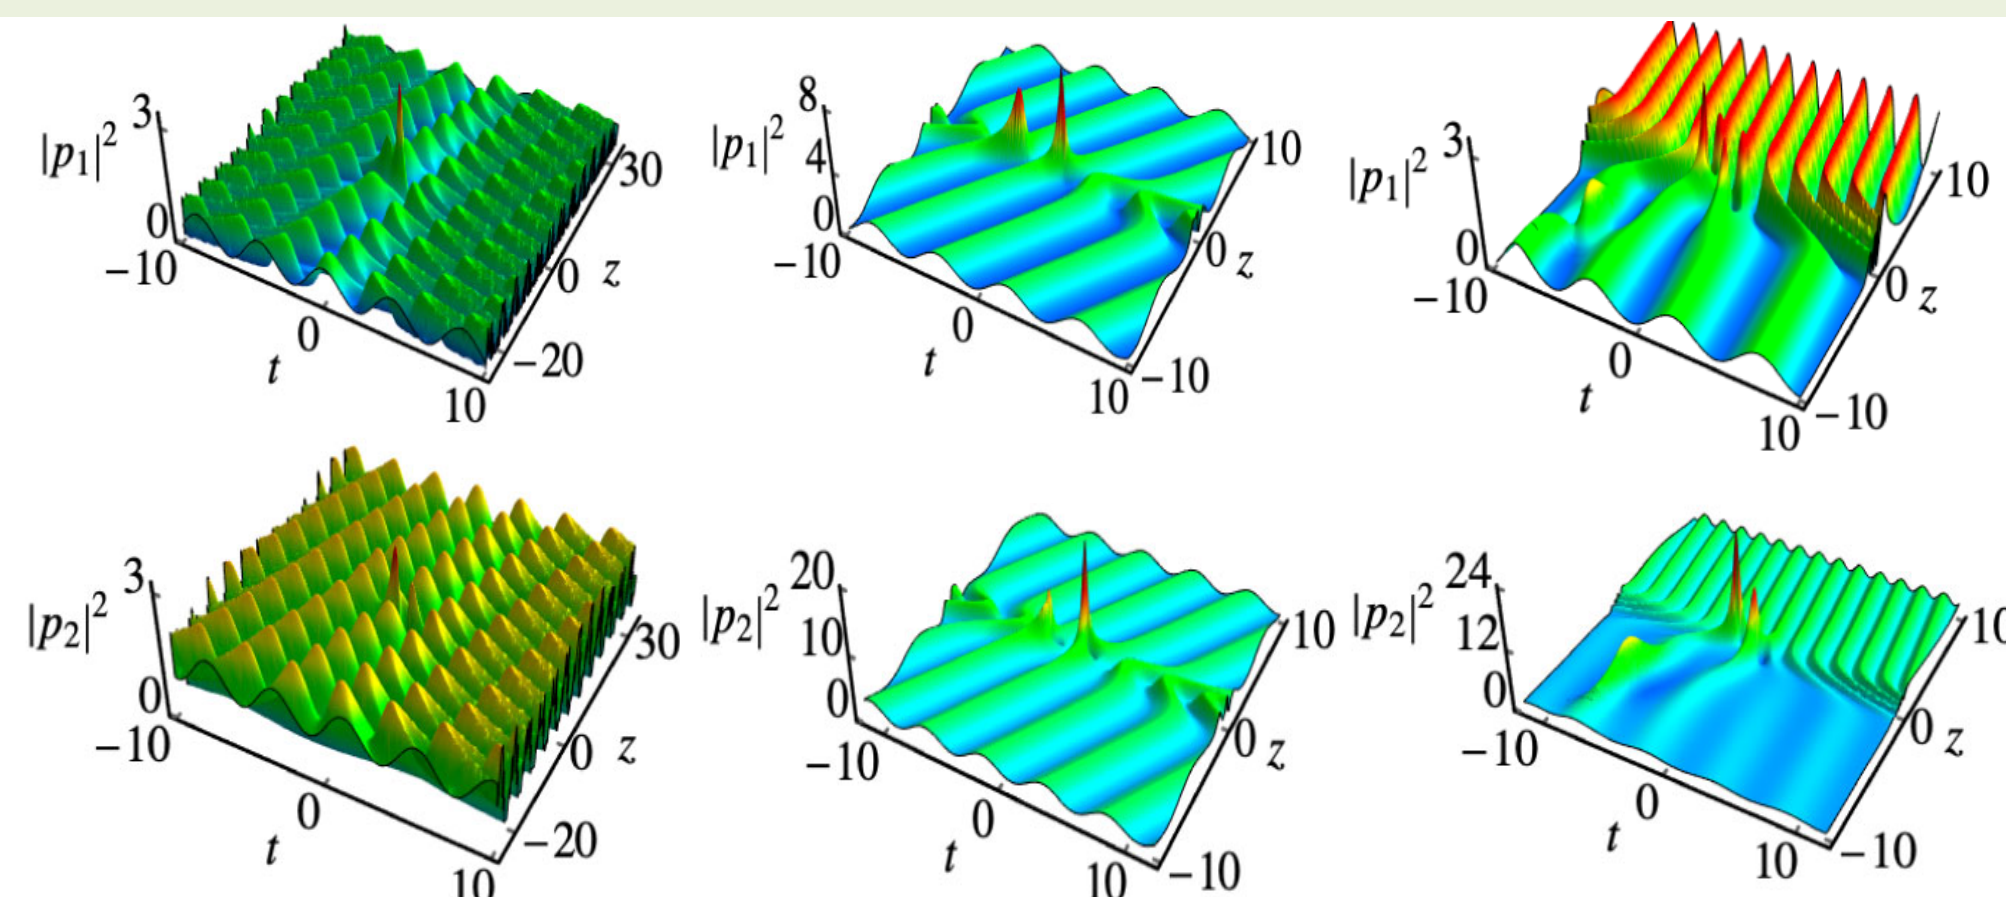 |p₁|² 3 0 −10 0 10 t −20 0 30 z
|p₁|² 8 4 0 −10 0 10 t −10 0 10 z
|p₁|² 3 0 −10 0 10 t −10 0 10 z
|p₂|² 3 0 −10 0 10 t −20 0 30 z
|p₂|² 20 10 0 −10 0 10 t −10 0 10 z
|p₂|² 24 12 0 −10 0 10 t −10 0 10 z